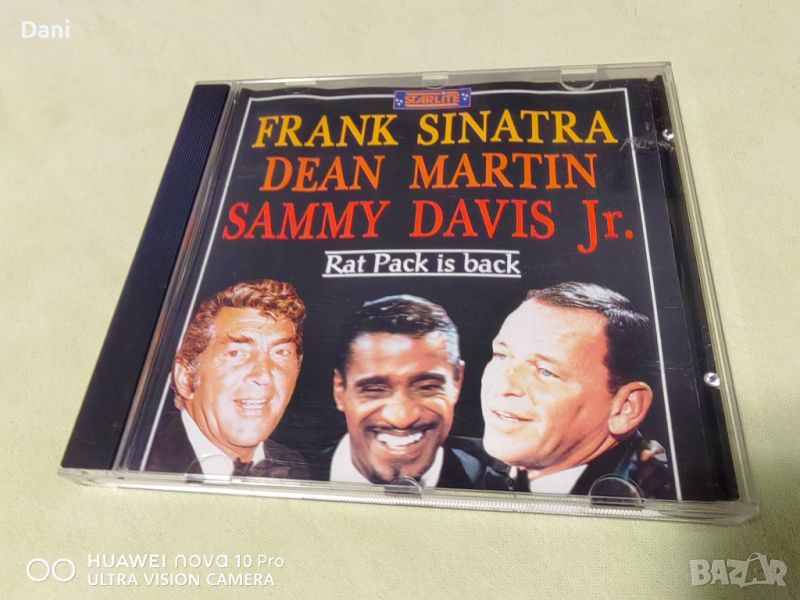 Dani
STARLITE
FRANK SINATRA
DEAN MARTIN
SAMMY DAVIS Jr.
Rat Pack is back
HUAWEI nova 10 Pro
ULTRA VISION CAMERA
BAZAR